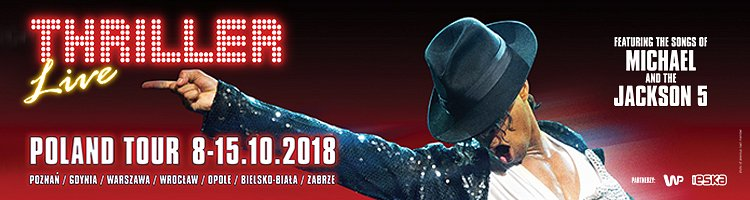 THRILLER
Live
FEATURING THE SONGS OF
MICHAEL
AND THE
JACKSON 5
POLAND TOUR 8-15.10.2018
POZNAŃ / GDYNIA / WARSZAWA / WROCŁAW / OPOLE / BIELSKO-BIAŁA / ZABRZE
PARTNERZY: WP ESKA